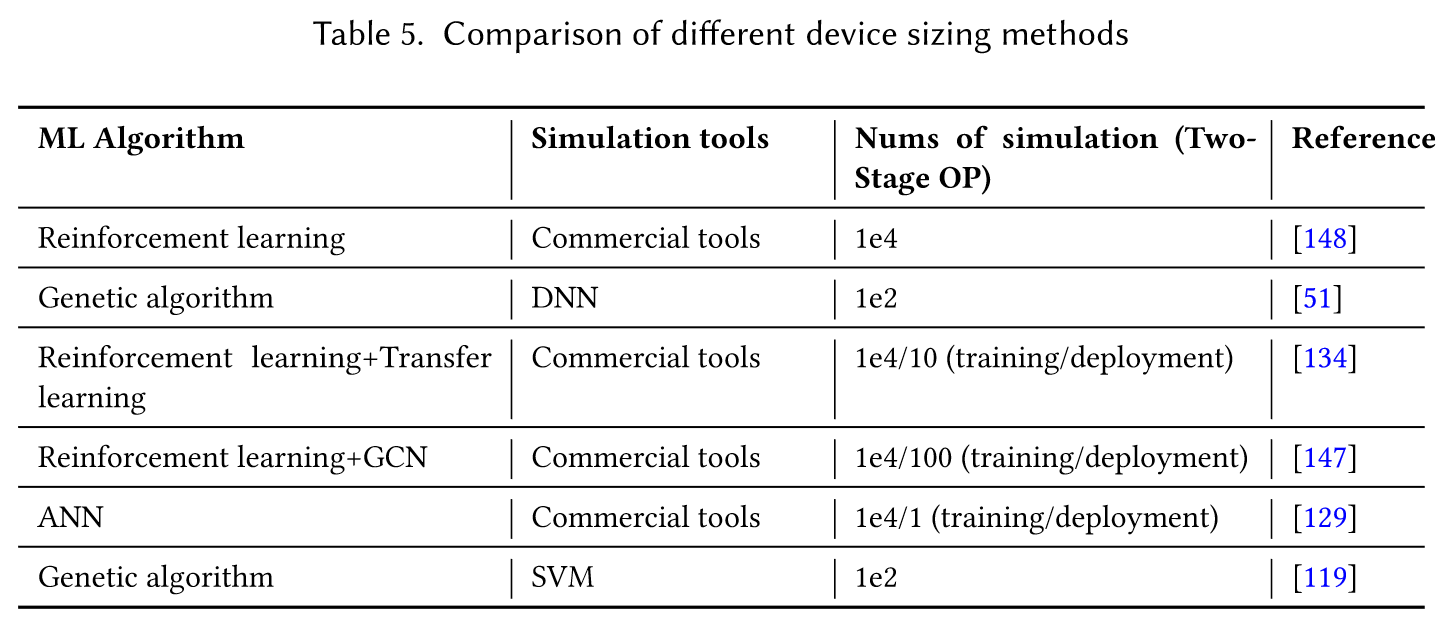 Table 5. Comparison of different device sizing methods
ML Algorithm Simulation tools Nums of simulation (Two- Reference
Stage OP)
Reinforcement learning Commercial tools 1e4 [148]
Genetic algorithm DNN 1e2 [51]
Reinforcement learning+Transfer Commercial tools 1e4/10 (training/deployment) [134]
learning
Reinforcement learning+GCN Commercial tools 1e4/100 (training/deployment) [147]
ANN Commercial tools 1e4/1 (training/deployment) [129]
Genetic algorithm SVM 1e2 [119]